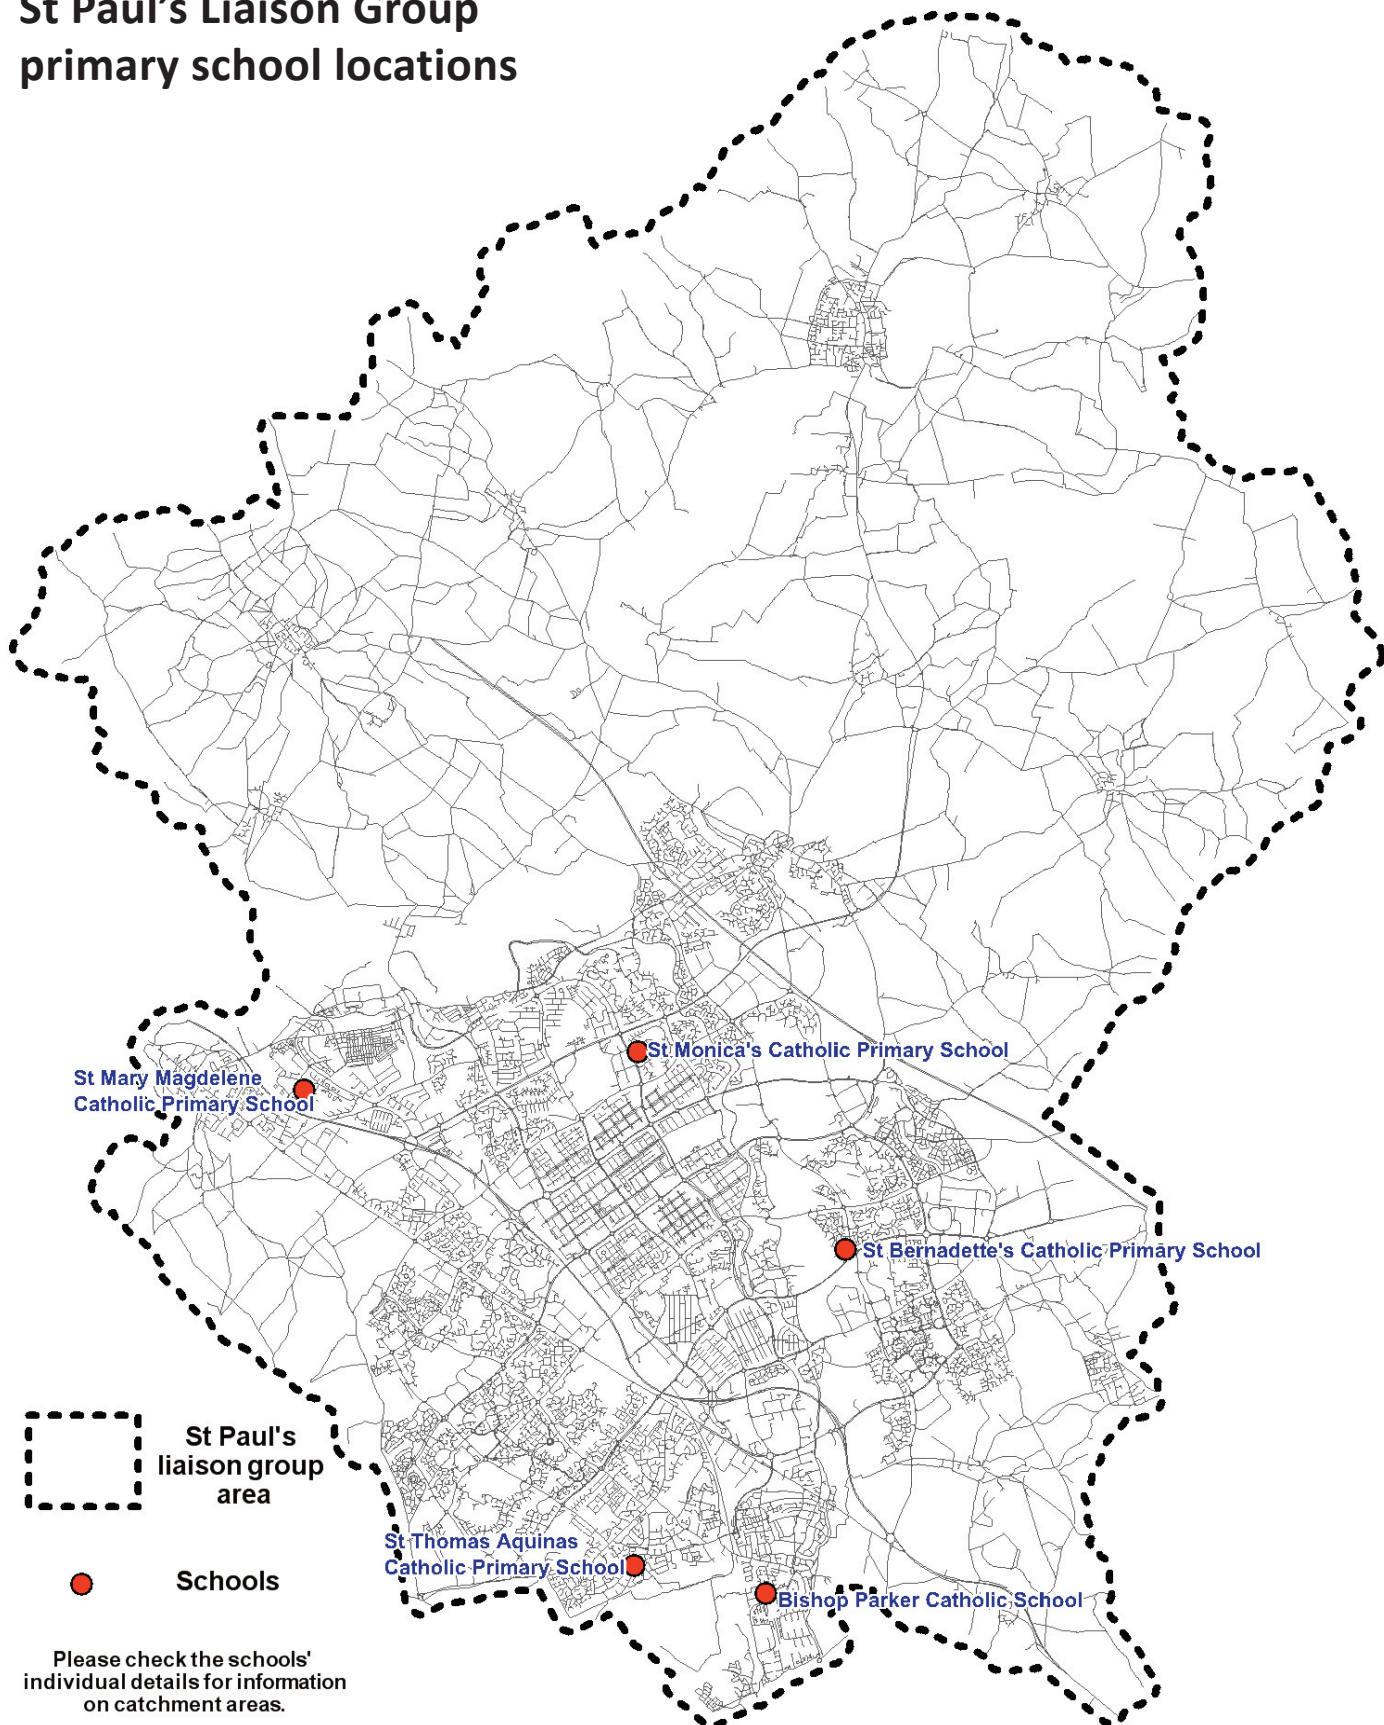 St Paul's Liaison Group
primary school locations
St Monica's Catholic Primary School
St Mary Magdelene
Catholic Primary School
St Bernadette's Catholic Primary School
St Paul's
liaison group
area
St Thomas Aquinas
Catholic Primary School
Schools
Bishop Parker Catholic School
Please check the schools'
individual details for information
on catchment areas.